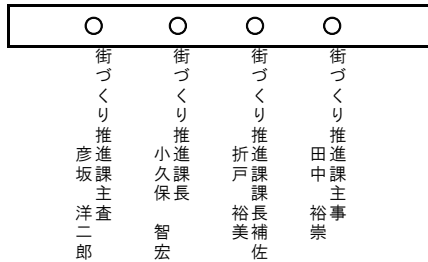 街づくり推進課主事
田中 裕崇
街づくり推進課課長補佐
折戸 裕美
街づくり推進課長
小久保 智宏
街づくり推進課主査
彦坂 洋二郎